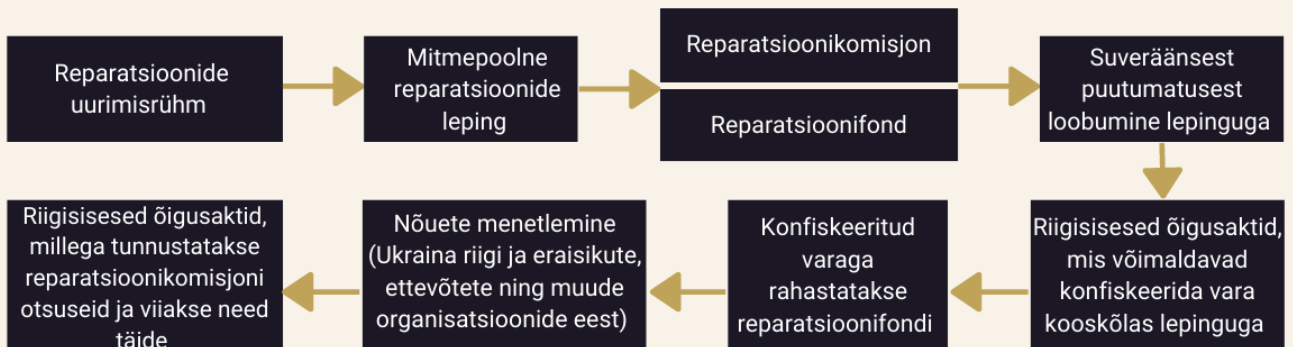 Reparatsioonide
uurimisrühm
Mitmepoolne
reparatsioonide
leping
Reparatsioonikomisjon
Reparatsioonifond
Suveräänsest
puutumatusest
loobumine lepinguga
Riigisisesed õigusaktid,
mis võimaldavad
konfiskeerida vara
kooskõlas lepinguga
Konfiskeeritud
varaga
rahastatakse
reparatsioonifondi
Nõuete menetlemine
(Ukraina riigi ja eraisikute,
ettevõtete ning muude
organisatsioonide eest)
Riigisisesed õigusaktid,
millega tunnustatakse
reparatsioonikomisjoni
otsuseid ja viiakse need
täide